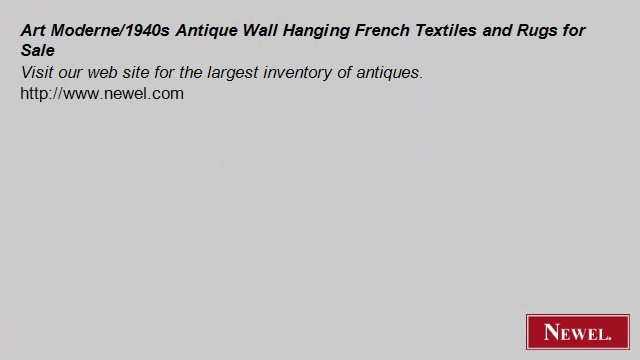 Art Moderne/1940s Antique Wall Hanging French Textiles and Rugs for
Sale
Visit our web site for the largest inventory of antiques.
http://www.newel.com
NEWEL.